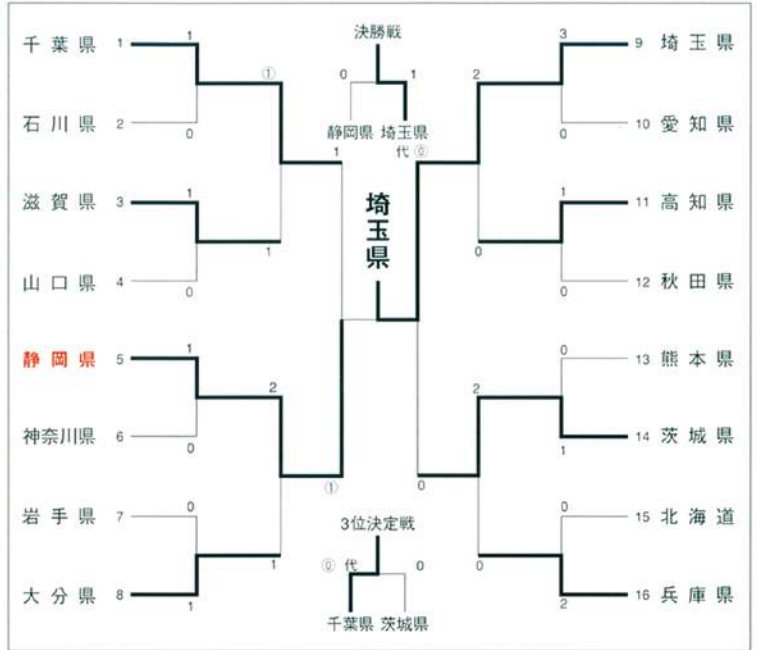 決勝戦
0 1
静岡県 埼玉県
代 ⓪
埼玉県
千葉県 1 1
①
石川県 2 0
1
滋賀県 3 1
1
山口県 4 0
静岡県 5 1
2
神奈川県 6 0
①
岩手県 7 0
1
大分県 8 1
3 9 埼玉県
2
0 10 愛知県
1 11 高知県
0
0 12 秋田県
0 13 熊本県
2
1 14 茨城県
0
0 15 北海道
0
2 16 兵庫県
3位決定戦
⓪ 代 0
千葉県 茨城県